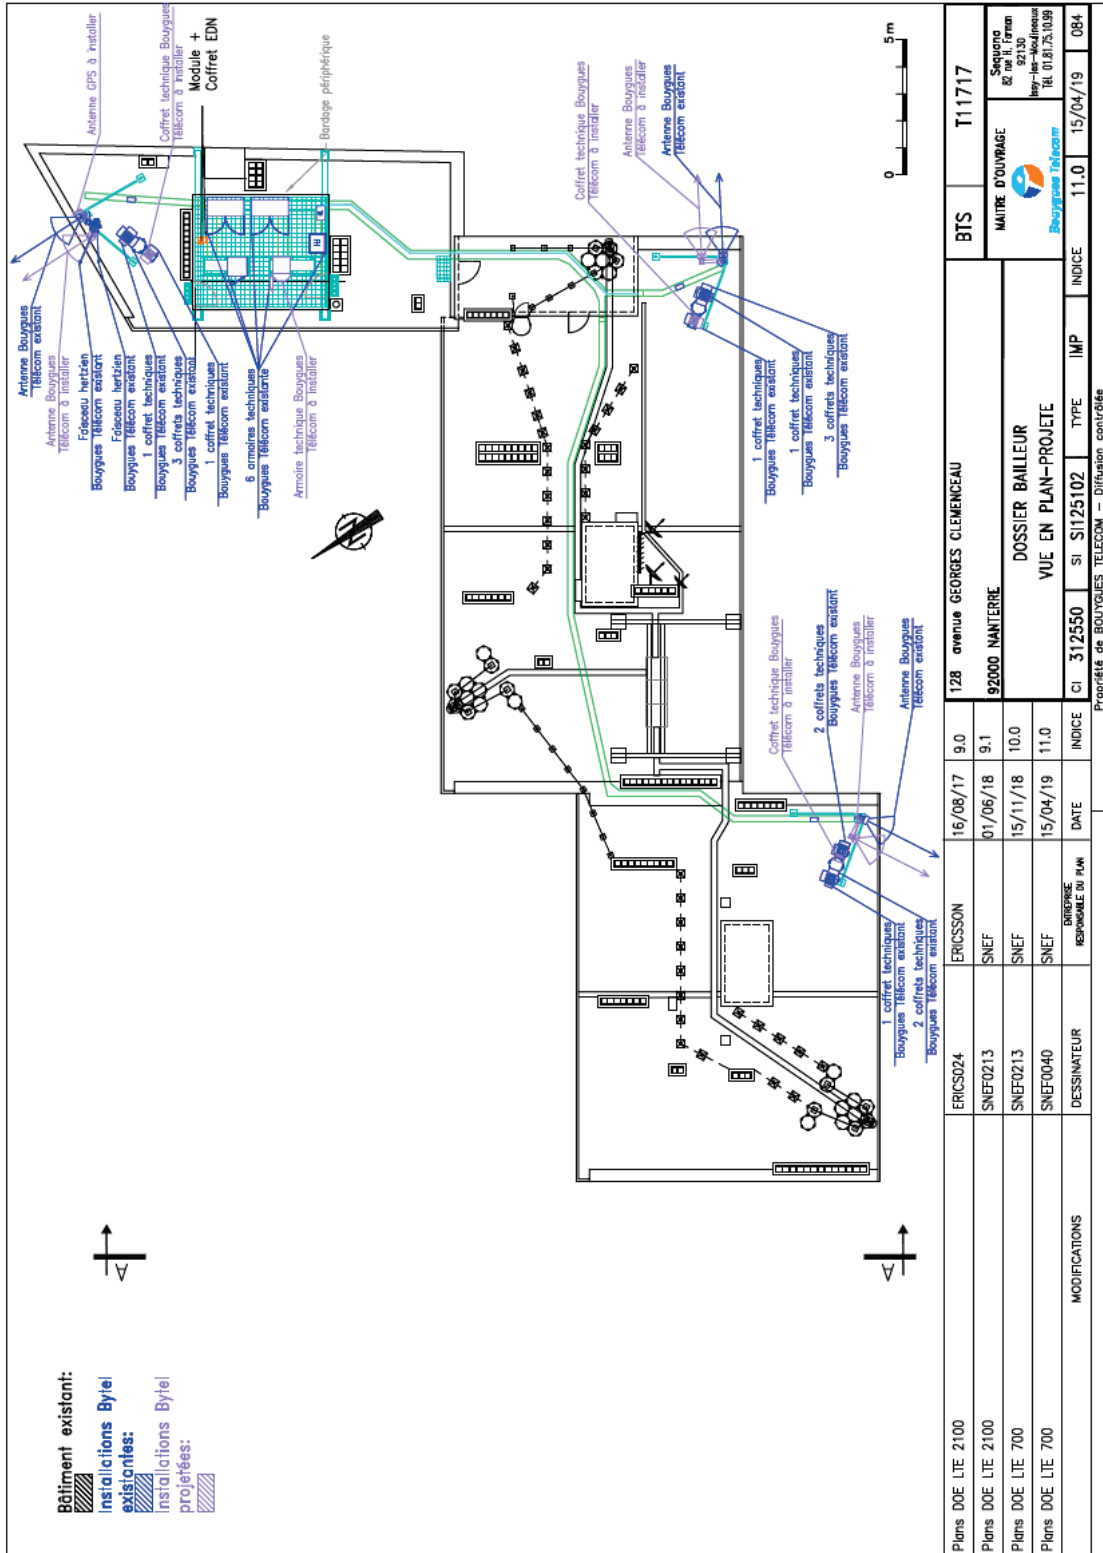 Bâtiment existant:
Installations Bytel
existantes:
Installations Bytel
projetées:
A
A
Antenne Bouygues
Télécom existant
Antenne Bouygues
Télécom à installer
Faisceau hertzien
Bouygues Télécom existant
Faisceau hertzien
Bouygues Télécom existant
1 coffret techniques
Bouygues Télécom existant
3 coffrets techniques
Bouygues Télécom existant
1 coffret techniques
Bouygues Télécom existant
6 armoires techniques
Bouygues Télécom existante
Armoire technique Bouygues
Télécom à installer
Antenne GPS à installer
Coffret technique Bouygues
Télécom à installer
Module +
Coffret EDN
Bardage périphérique
Coffret technique Bouygues
Télécom à installer
Antenne Bouygues
Télécom à installer
Antenne Bouygues
Télécom existant
1 coffret techniques
Bouygues Télécom existant
1 coffret techniques
Bouygues Télécom existant
3 coffrets techniques
Bouygues Télécom existant
Coffret technique Bouygues
Télécom à installer
2 coffrets techniques
Bouygues Télécom existant
Antenne Bouygues
Télécom à installer
Antenne Bouygues
Télécom existant
1 coffret techniques
Bouygues Télécom existant
2 coffrets techniques
Bouygues Télécom existant
0 5m
Plans DOE LTE 2100 ERICS024 ERICSSON 16/08/17 9.0
Plans DOE LTE 2100 SNEF0213 SNEF 01/06/18 9.1
Plans DOE LTE 700 SNEF0213 SNEF 15/11/18 10.0
Plans DOE LTE 700 SNEF0040 SNEF 15/04/19 11.0
MODIFICATIONS DESSINATEUR ENTREPRISE RESPONSABLE DU PLAN DATE INDICE
128 avenue GEORGES CLEMENCEAU
92000 NANTERRE
BTS T11717
DOSSIER BAILLEUR
VUE EN PLAN-PROJETE
MAITRE D'OUVRAGE
Bouygues Telecom
Sequana
82 rue H. Farman
92130
Issy-les-Moulineaux
Tél. 01.81.75.10.99
CI 312550 SI SI125102 TYPE IMP INDICE 11.0 15/04/19 084
Propriété de BOUYGUES TELECOM - Diffusion contrôlée